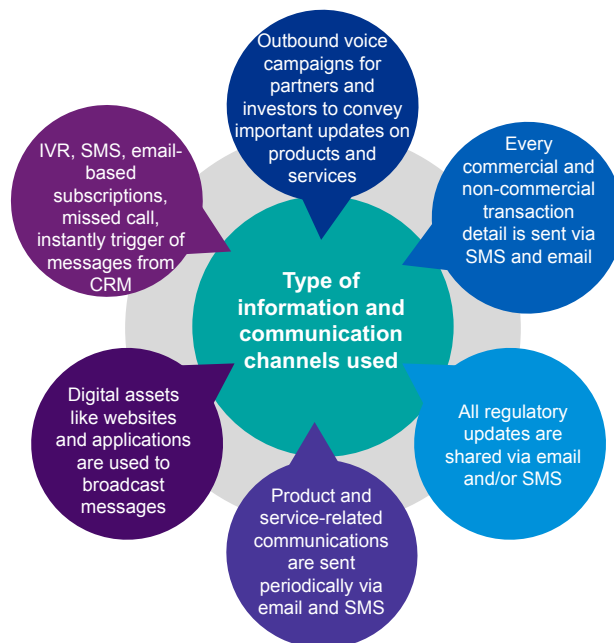 Outbound voice
campaigns for
partners and
investors to convey
important updates on
products and
services
Every
commercial and
non-commercial
transaction
detail is sent via
SMS and email
All regulatory
updates are
shared via email
and/or SMS
Product and
service-related
communications
are sent
periodically via
email and SMS
Digital assets
like websites
and applications
are used to
broadcast
messages
IVR, SMS, email-
based
subscriptions,
missed call,
instantly trigger of
messages from
CRM
Type of
information and
communication
channels used